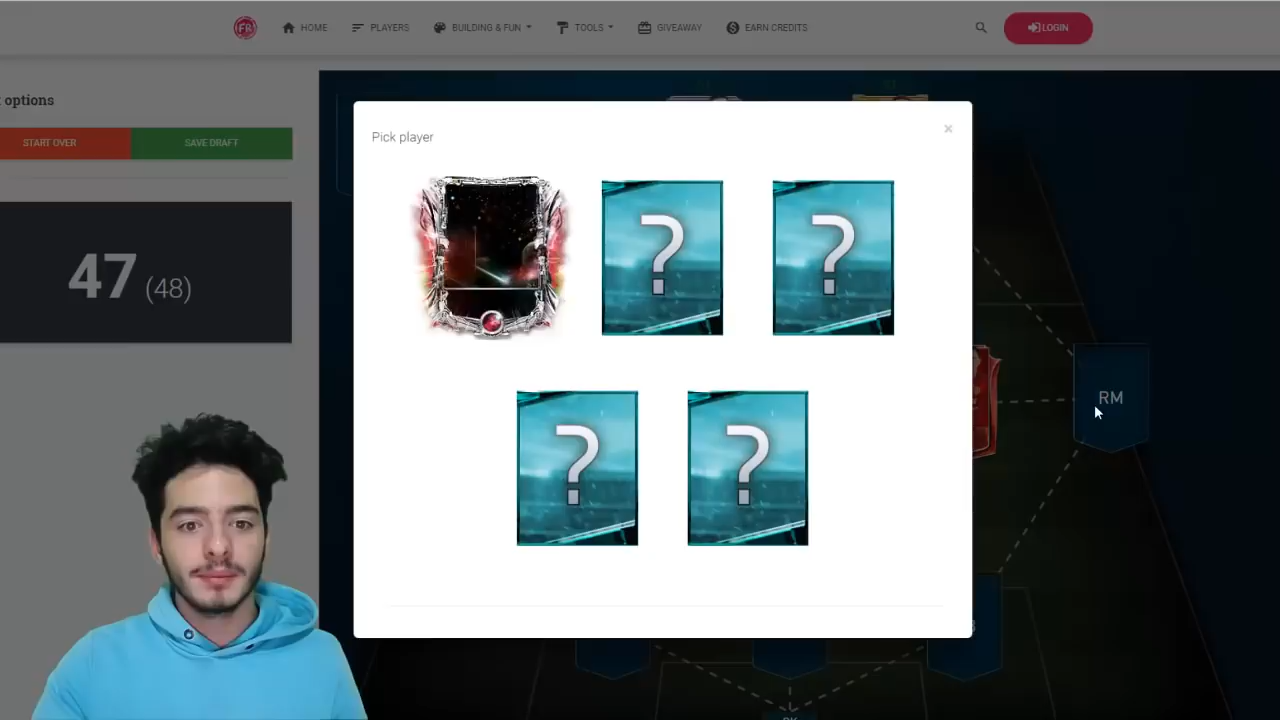 FR HOME PLAYERS BUILDING & FUN TOOLS GIVEAWAY EARN CREDITS LOGIN
options
START OVER SAVE DRAFT
Pick player
×
47 (48)
? ?
? ?
RM